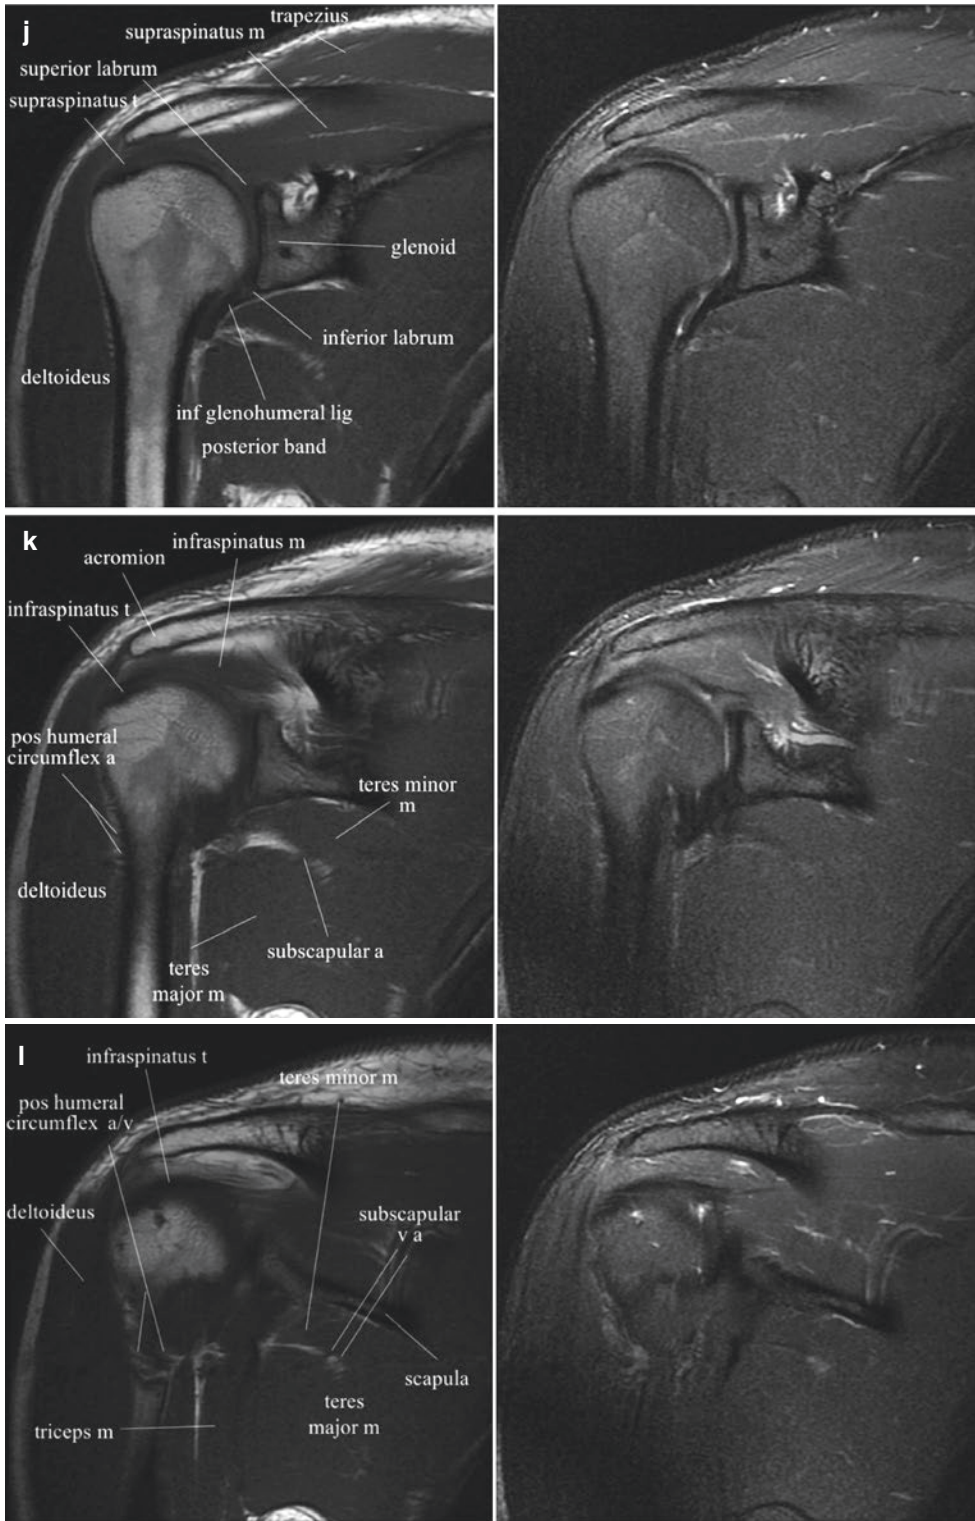 j
trapezius
supraspinatus m
superior labrum
supraspinatus t
glenoid
inferior labrum
deltoideus
inf glenohumeral lig
posterior band
k
infraspinatus m
acromion
infraspinatus t
pos humeral
circumflex a
teres minor
m
deltoideus
subscapular a
teres
major m
l
infraspinatus t
teres minor m
pos humeral
circumflex a/v
deltoideus
subscapular
v a
scapula
teres
major m
triceps m